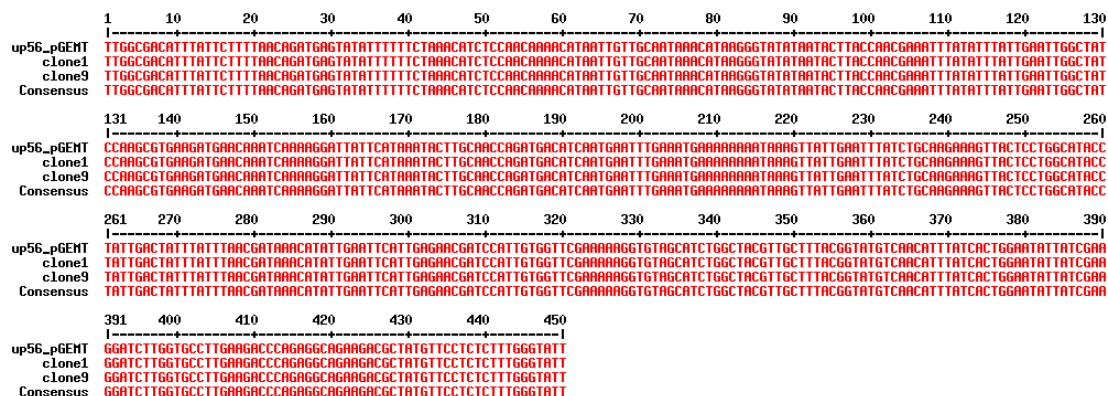 1 10 20 30 40 50 60 70 80 90 100 110 120 130
|--------+---------+---------+---------+---------+---------+---------+---------+---------+---------+---------+---------+---------|
up56_pGEMT TTGGCGACATTTATTCTTTTAACAGATGAGTATATTTTTTCTAAACATCTCCAACAAAACATAATTGTTGCAATAAACATAAGGGTATATAATACTTACCAACGAAATTTATATTTATTGAATTGGCTAT
clone1 TTGGCGACATTTATTCTTTTAACAGATGAGTATATTTTTTCTAAACATCTCCAACAAAACATAATTGTTGCAATAAACATAAGGGTATATAATACTTACCAACGAAATTTATATTTATTGAATTGGCTAT
clone9 TTGGCGACATTTATTCTTTTAACAGATGAGTATATTTTTTCTAAACATCTCCAACAAAACATAATTGTTGCAATAAACATAAGGGTATATAATACTTACCAACGAAATTTATATTTATTGAATTGGCTAT
Consensus TTGGCGACATTTATTCTTTTAACAGATGAGTATATTTTTTCTAAACATCTCCAACAAAACATAATTGTTGCAATAAACATAAGGGTATATAATACTTACCAACGAAATTTATATTTATTGAATTGGCTAT
131 140 150 160 170 180 190 200 210 220 230 240 250 260
|--------+---------+---------+---------+---------+---------+---------+---------+---------+---------+---------+---------+---------|
up56_pGEMT CCAAGCGTGAAGATGAACAAATCAAAAGGATTATTCATAAATACTTGCAACCAGATGACATCAATGAATTTGAAATGAAAAAAAATAAAGTTATTGAATTTATCTGCAAGAAAGTTACTCCTGGCATACC
clone1 CCAAGCGTGAAGATGAACAAATCAAAAGGATTATTCATAAATACTTGCAACCAGATGACATCAATGAATTTGAAATGAAAAAAAATAAAGTTATTGAATTTATCTGCAAGAAAGTTACTCCTGGCATACC
clone9 CCAAGCGTGAAGATGAACAAATCAAAAGGATTATTCATAAATACTTGCAACCAGATGACATCAATGAATTTGAAATGAAAAAAAATAAAGTTATTGAATTTATCTGCAAGAAAGTTACTCCTGGCATACC
Consensus CCAAGCGTGAAGATGAACAAATCAAAAGGATTATTCATAAATACTTGCAACCAGATGACATCAATGAATTTGAAATGAAAAAAAATAAAGTTATTGAATTTATCTGCAAGAAAGTTACTCCTGGCATACC
261 270 280 290 300 310 320 330 340 350 360 370 380 390
|--------+---------+---------+---------+---------+---------+---------+---------+---------+---------+---------+---------+---------|
up56_pGEMT TATTGACTATTTATTTAACGATAAACATATTGAATTCATTGAGAACGATCCATTGTGGTTCGAAAAAGGTGTAGCATCTGGCTACGTTGCTTTACGGTATGTCAACATTTATCACTGGAATATTATCGAA
clone1 TATTGACTATTTATTTAACGATAAACATATTGAATTCATTGAGAACGATCCATTGTGGTTCGAAAAAGGTGTAGCATCTGGCTACGTTGCTTTACGGTATGTCAACATTTATCACTGGAATATTATCGAA
clone9 TATTGACTATTTATTTAACGATAAACATATTGAATTCATTGAGAACGATCCATTGTGGTTCGAAAAAGGTGTAGCATCTGGCTACGTTGCTTTACGGTATGTCAACATTTATCACTGGAATATTATCGAA
Consensus TATTGACTATTTATTTAACGATAAACATATTGAATTCATTGAGAACGATCCATTGTGGTTCGAAAAAGGTGTAGCATCTGGCTACGTTGCTTTACGGTATGTCAACATTTATCACTGGAATATTATCGAA
391 400 410 420 430 440 450
|--------+---------+---------+---------+---------+---------|
up56_pGEMT GGATCTTGGTGCCTTGAAGACCCAGAGGCAGAAGACGCTATGTTCCTCTCTTTGGGTATT
clone1 GGATCTTGGTGCCTTGAAGACCCAGAGGCAGAAGACGCTATGTTCCTCTCTTTGGGTATT
clone9 GGATCTTGGTGCCTTGAAGACCCAGAGGCAGAAGACGCTATGTTCCTCTCTTTGGGTATT
Consensus GGATCTTGGTGCCTTGAAGACCCAGAGGCAGAAGACGCTATGTTCCTCTCTTTGGGTATT